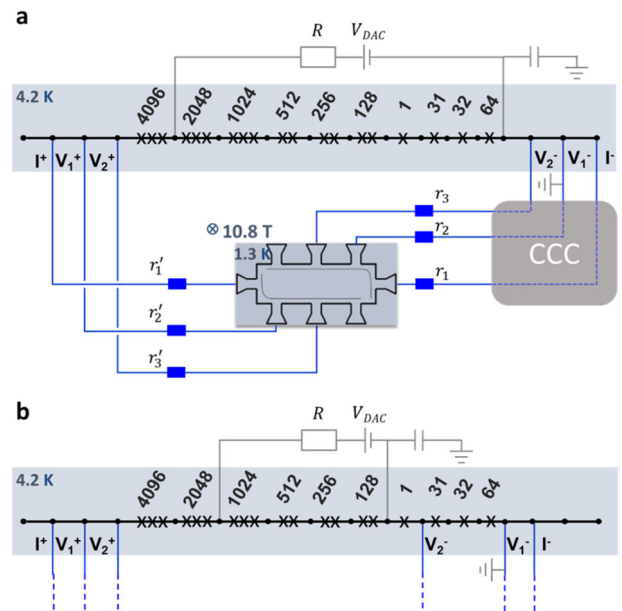 a
R V_DAC
4.2 K
4096 2048 1024 512 256 128 1 31 32 64
I⁺ V₁⁺ V₂⁺ V₂⁻ V₁⁻ I⁻
r₃
⊗ 10.8 T
r₂
1.3 K
CCC
r₁′ r₁
r₂′
r₃′
b
R V_DAC
4.2 K
4096 2048 1024 512 256 128 1 31 32 64
I⁺ V₁⁺ V₂⁺ V₂⁻ V₁⁻ I⁻